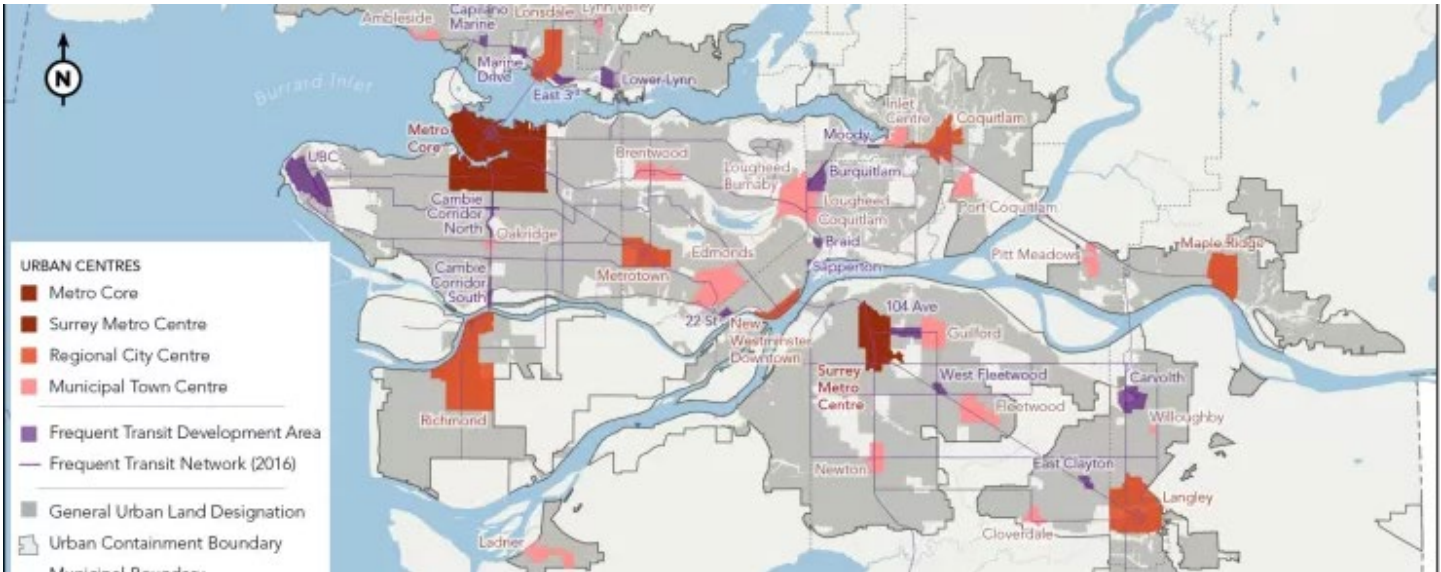 Ambleside
Capilano
Marine
Lonsdale
Lynn Valley
N
Burrard Inlet
Marine
Drive
Lower Lynn
East 3rd
Metro
Core
Moody
Inlet
Centre
Coquitlam
UBC
Brentwood
Lougheed
Burnaby
Burquitlam
Lougheed
Coquitlam
Port Coquitlam
Cambie
Corridor
North
Oakridge
Edmonds
Braid
Sapperton
Metrotown
Pitt Meadows
Maple Ridge
Cambie
Corridor
South
22 St
New
Westminster
Downtown
104 Ave
Guilford
Surrey
Metro
Centre
West Fleetwood
Fleetwood
Carvolth
Willoughby
Richmond
Newton
East Clayton
Langley
Cloverdale
Ladner
URBAN CENTRES
Metro Core
Surrey Metro Centre
Regional City Centre
Municipal Town Centre
Frequent Transit Development Area
Frequent Transit Network (2016)
General Urban Land Designation
Urban Containment Boundary
Municipal Boundary